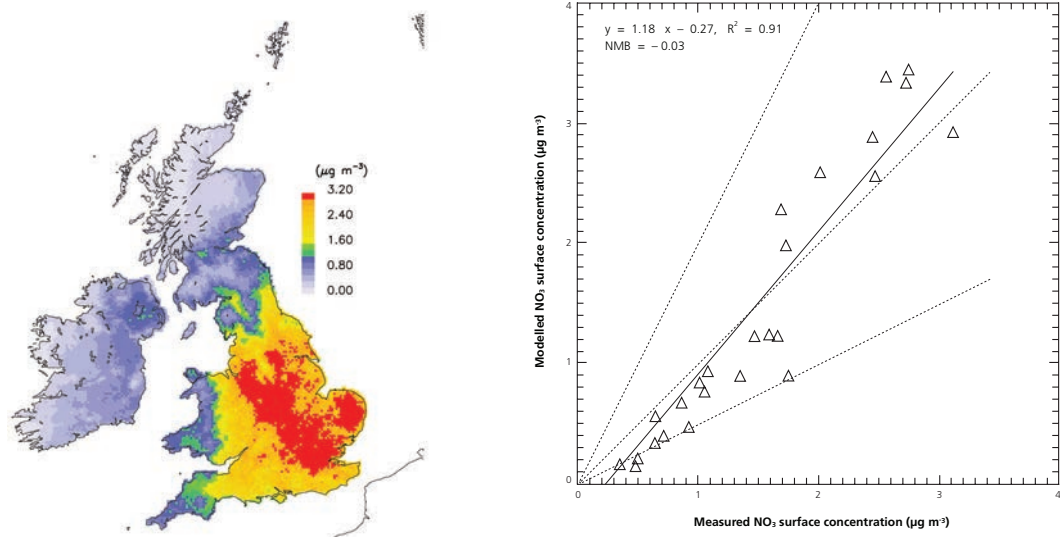 (μg m⁻³)
3.20
2.40
1.60
0.80
0.00
4
3
2
1
0
y = 1.18 x – 0.27, R² = 0.91
NMB = – 0.03
Modelled NO₃ surface concentration (μg m⁻³)
0 1 2 3 4
Measured NO₃ surface concentration (μg m⁻³)